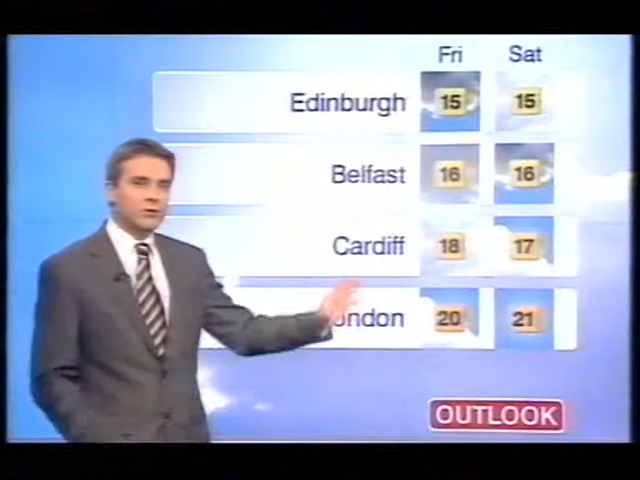 Fri Sat
Edinburgh 15 15
Belfast 16 16
Cardiff 18 17
ondon 20 21
OUTLOOK